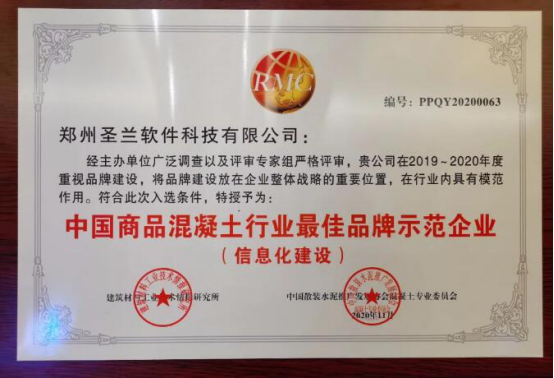 RMC
编号：PPQY20200063
郑州圣兰软件科技有限公司：
经主办单位广泛调查以及评审专家组严格评审，贵公司在2019～2020年度
重视品牌建设，将品牌建设放在企业整体战略的重要位置，在行业内具有模范
作用。符合此次入选条件，特授予为：
中国商品混凝土行业最佳品牌示范企业
（信息化建设）
建筑材料工业技术情报研究所
中国散装水泥推广发展协会混凝土专业委员会
2020年11月